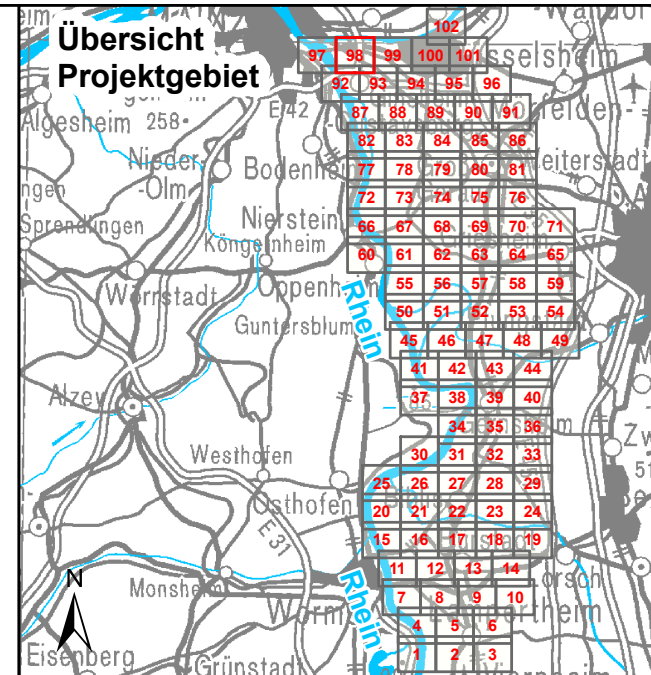 Übersicht
Projektgebiet
102
97 98 99 100 101
sselsheim
92 93 94 95 96
E 42
87 88 89 90 91
Algesheim 258
82 83 84 85 86
Nieder-
-Olm
Bodenheim
77 78 79 80 81
72 73 74 75 76
Sprendlingen
Nierstein
66 67 68 69 70 71
Köngernheim
60 61 62 63 64 65
Wörrstadt
Oppenheim
55 56 57 58 59
Rhein
50 51 52 53 54
Guntersblum
45 46 47 48 49
41 42 43 44
Alzey
37 38 39 40
34 35 36
Westhofen
30 31 32 33
25 26 27 28 29
Osthofen
20 21 22 23 24
E 31
15 16 17 18 19
11 12 13 14
N
Monsheim
Rhein
orsch
7 8 9 10
Worms
4 5 6
Eisenberg
Grünstadt
1 2 3